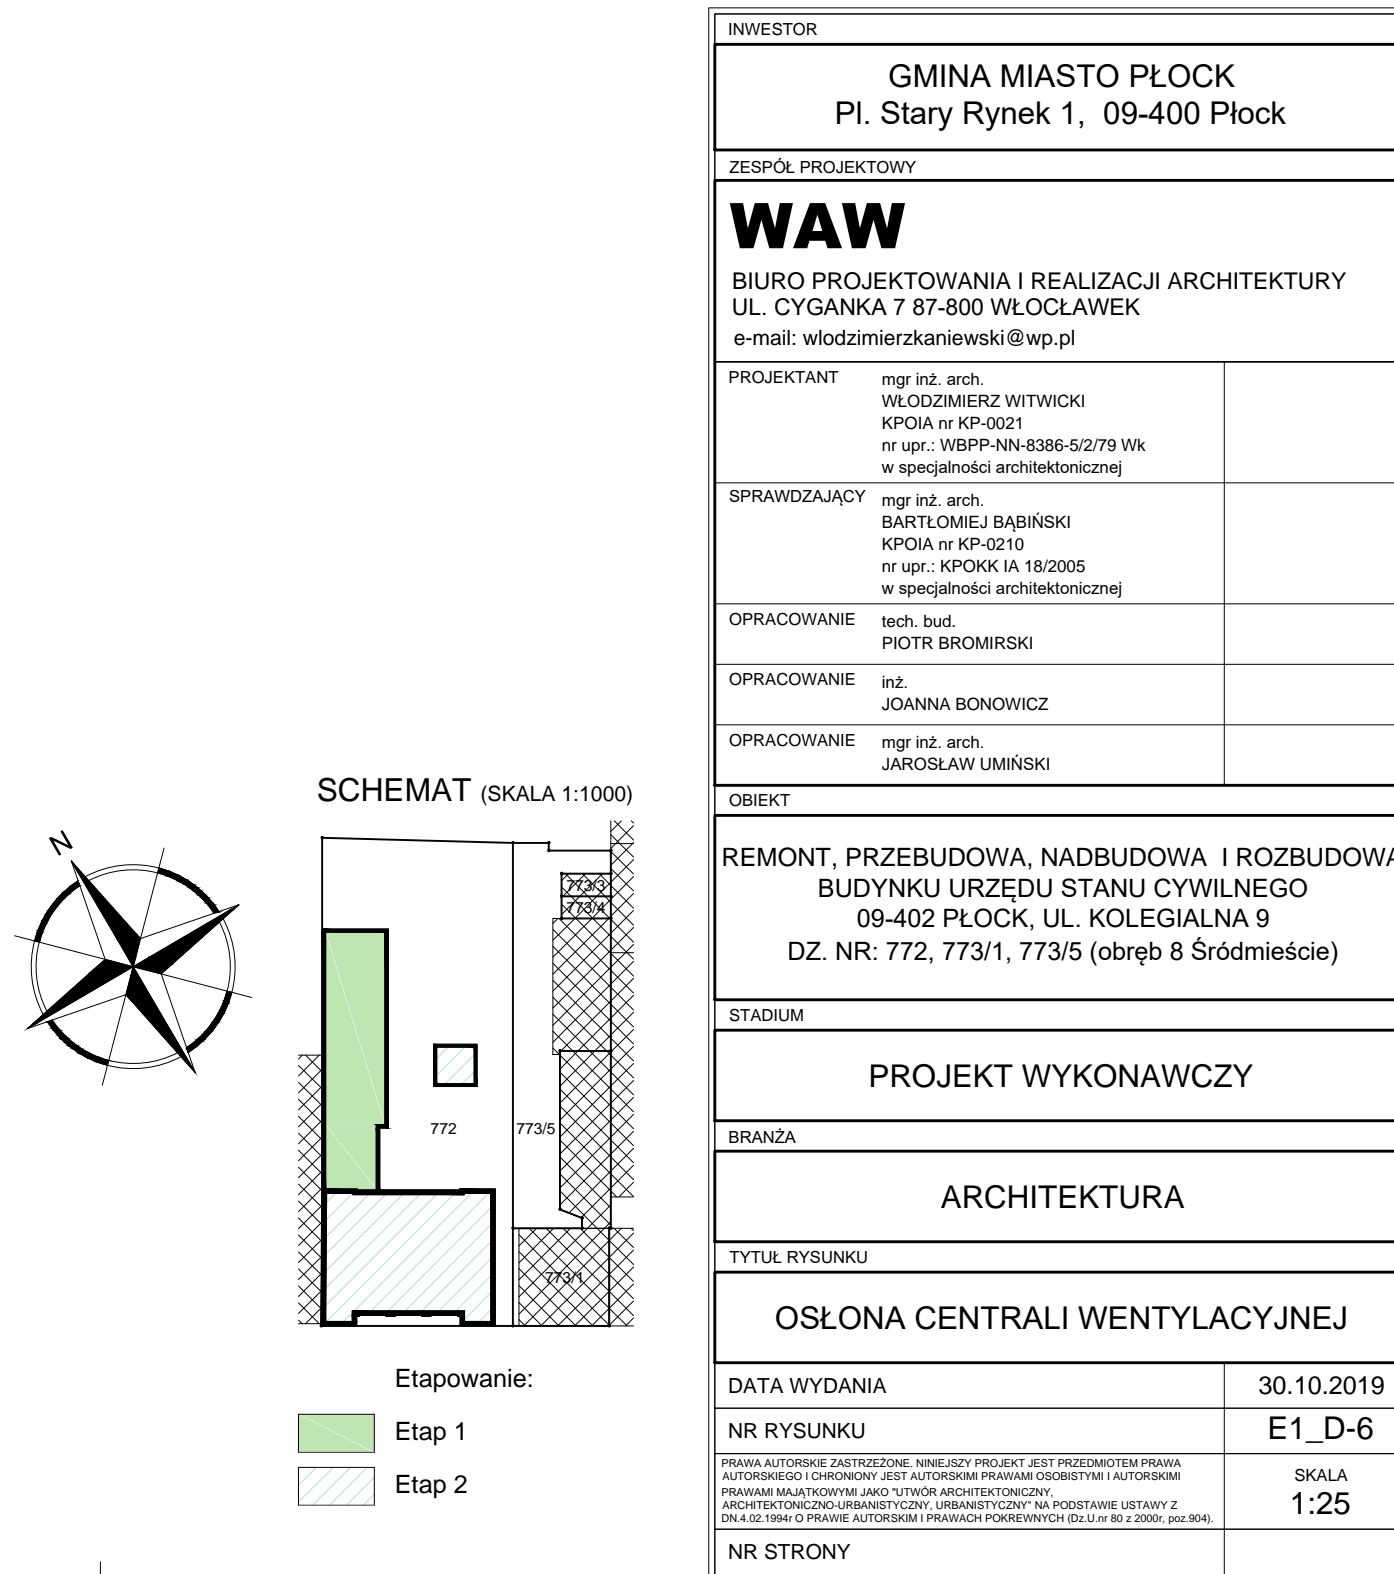 INWESTOR
GMINA MIASTO PŁOCK
Pl. Stary Rynek 1, 09-400 Płock
ZESPÓŁ PROJEKTOWY
WAW
BIURO PROJEKTOWANIA I REALIZACJI ARCHITEKTURY
UL. CYGANKA 7 87-800 WŁOCŁAWEK
e-mail: wlodzimierzkaniewski@wp.pl
PROJEKTANT
mgr inż. arch.
WŁODZIMIERZ WITWICKI
KPOIA nr KP-0021
nr upr.: WBPP-NN-8386-5/2/79 Wk
w specjalności architektonicznej
SPRAWDZAJĄCY
mgr inż. arch.
BARTŁOMIEJ BĄBIŃSKI
KPOIA nr KP-0210
nr upr.: KPOKK IA 18/2005
w specjalności architektonicznej
OPRACOWANIE
tech. bud.
PIOTR BROMIRSKI
OPRACOWANIE
inż.
JOANNA BONOWICZ
OPRACOWANIE
mgr inż. arch.
JAROSŁAW UMIŃSKI
OBIEKT
REMONT, PRZEBUDOWA, NADBUDOWA I ROZBUDOWA
BUDYNKU URZĘDU STANU CYWILNEGO
09-402 PŁOCK, UL. KOLEGIALNA 9
DZ. NR: 772, 773/1, 773/5 (obręb 8 Śródmieście)
STADIUM
PROJEKT WYKONAWCZY
BRANŻA
ARCHITEKTURA
TYTUŁ RYSUNKU
OSŁONA CENTRALI WENTYLACYJNEJ
DATA WYDANIA
30.10.2019
NR RYSUNKU
E1_D-6
PRAWA AUTORSKIE ZASTRZEŻONE. NINIEJSZY PROJEKT JEST PRZEDMIOTEM PRAWA
AUTORSKIEGO I CHRONIONY JEST AUTORSKIMI PRAWAMI OSOBISTYMI I AUTORSKIMI
PRAWAMI MAJĄTKOWYMI JAKO "UTWÓR ARCHITEKTONICZNY,
ARCHITEKTONICZNO-URBANISTYCZNY, URBANISTYCZNY" NA PODSTAWIE USTAWY Z
DN.4.02.1994r O PRAWIE AUTORSKIM I PRAWACH POKREWNYCH (Dz.U.nr 80 z 2000r, poz.904).
SKALA
1:25
NR STRONY
SCHEMAT (SKALA 1:1000)
N
773/3
773/4
772
773/5
773/1
Etapowanie:
Etap 1
Etap 2